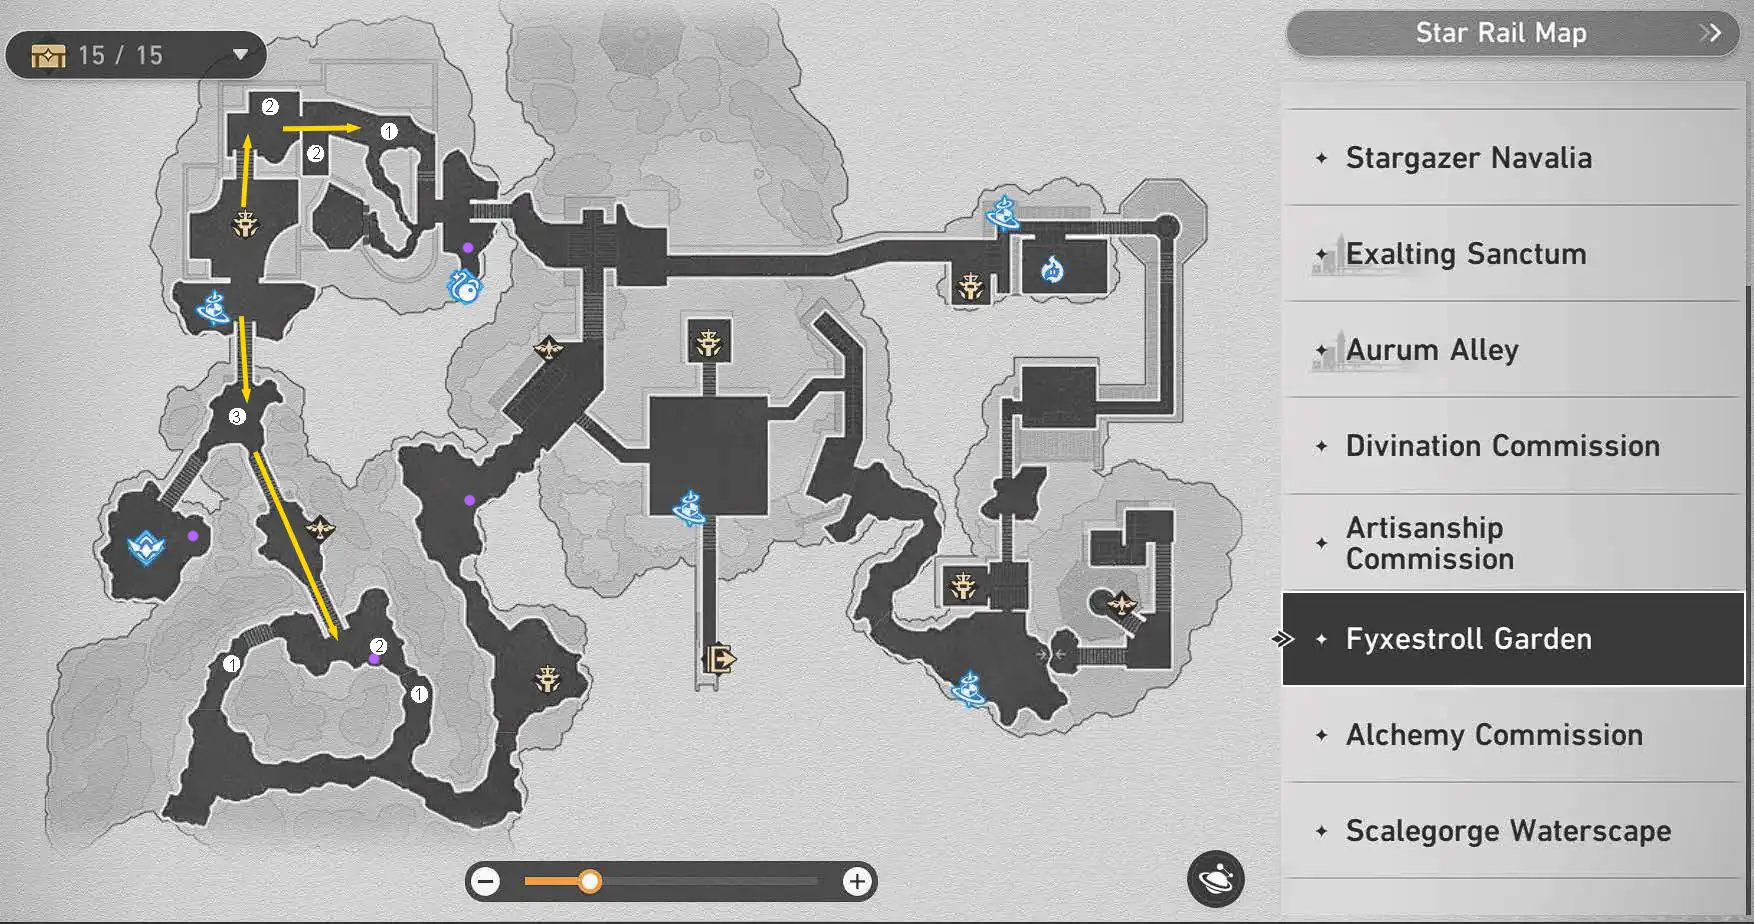 15 / 15
Star Rail Map
2
1
2
3
2
1
1
Stargazer Navalia
Exalting Sanctum
Aurum Alley
Divination Commission
Artisanship
Commission
Fyxestroll Garden
Alchemy Commission
Scalegorge Waterscape